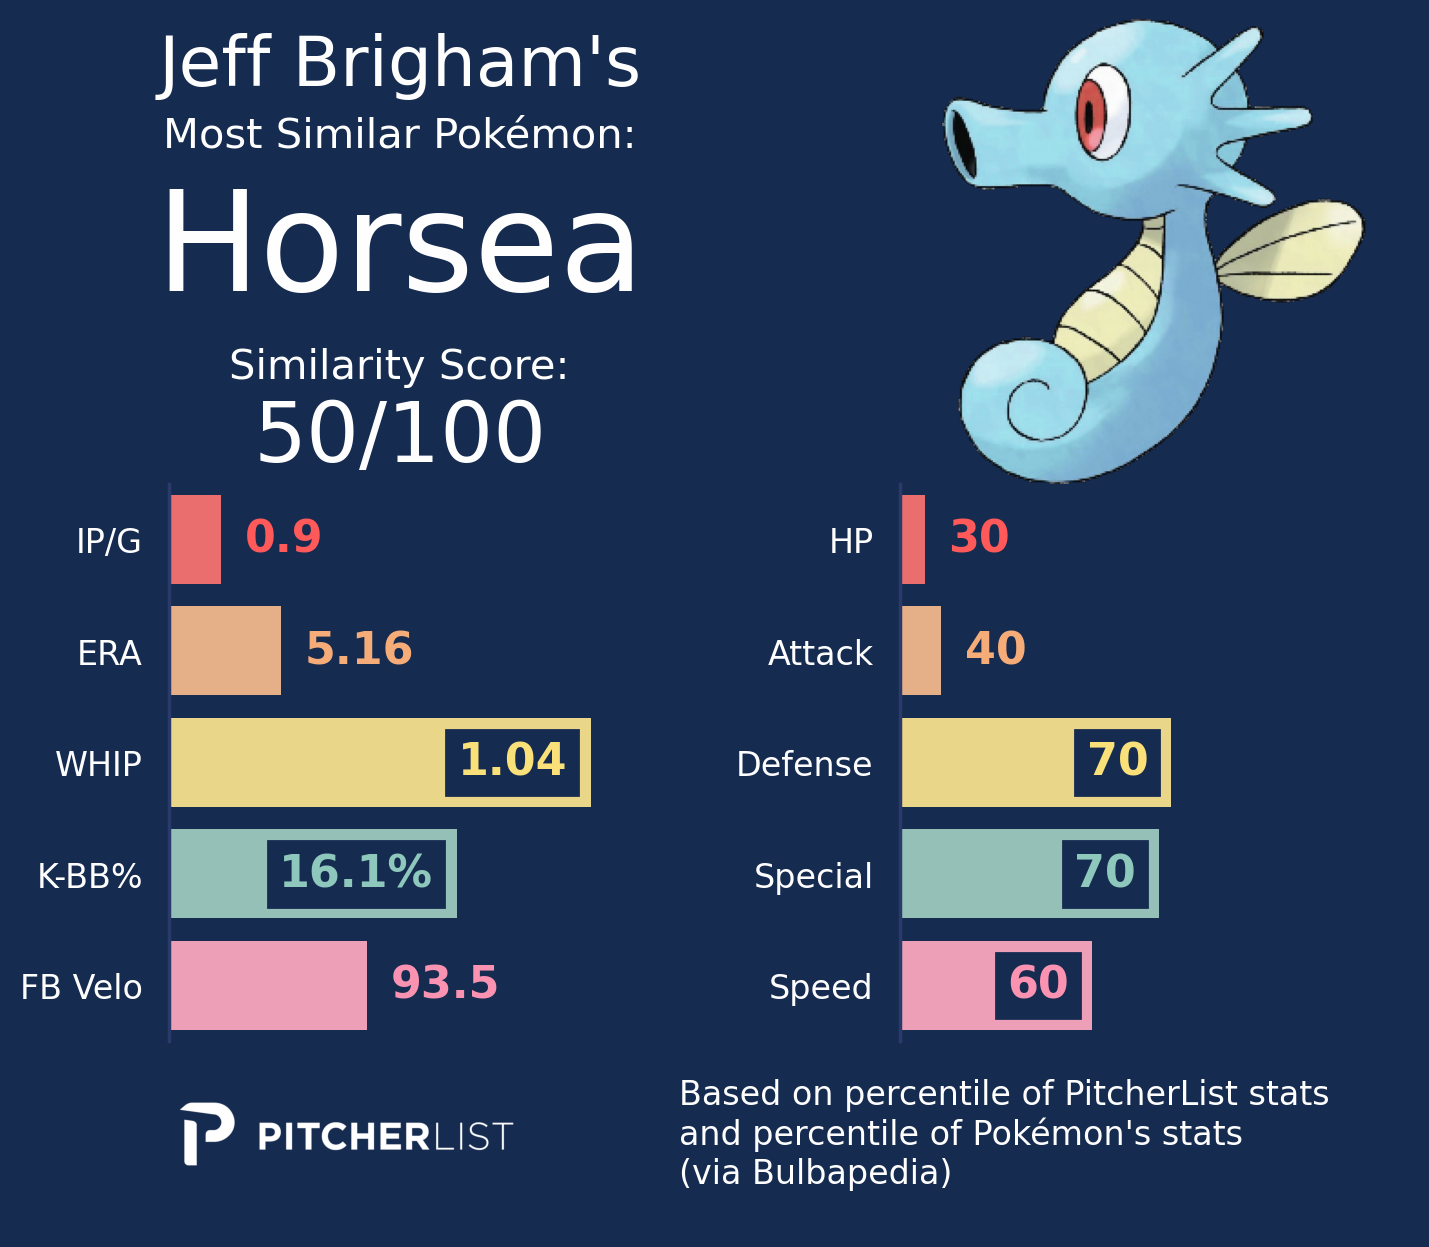 Jeff Brigham's
Most Similar Pokémon:
Horsea
Similarity Score:
50/100
IP/G 0.9
ERA 5.16
WHIP 1.04
K-BB% 16.1%
FB Velo 93.5
HP 30
Attack 40
Defense 70
Special 70
Speed 60
PITCHERLIST
Based on percentile of PitcherList stats
and percentile of Pokémon's stats
(via Bulbapedia)